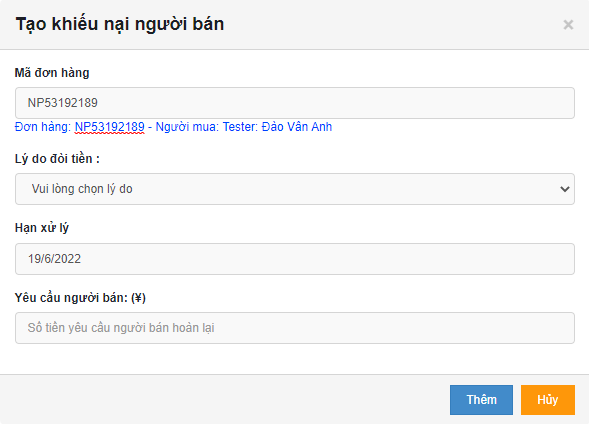 Tạo khiếu nại người bán
×
Mã đơn hàng
NP53192189
Đơn hàng: NP53192189 - Người mua: Tester: Đào Vân Anh
Lý do đòi tiền :
Vui lòng chọn lý do
Hạn xử lý
19/6/2022
Yêu cầu người bán: (¥)
Số tiền yêu cầu người bán hoàn lại
Thêm
Hủy